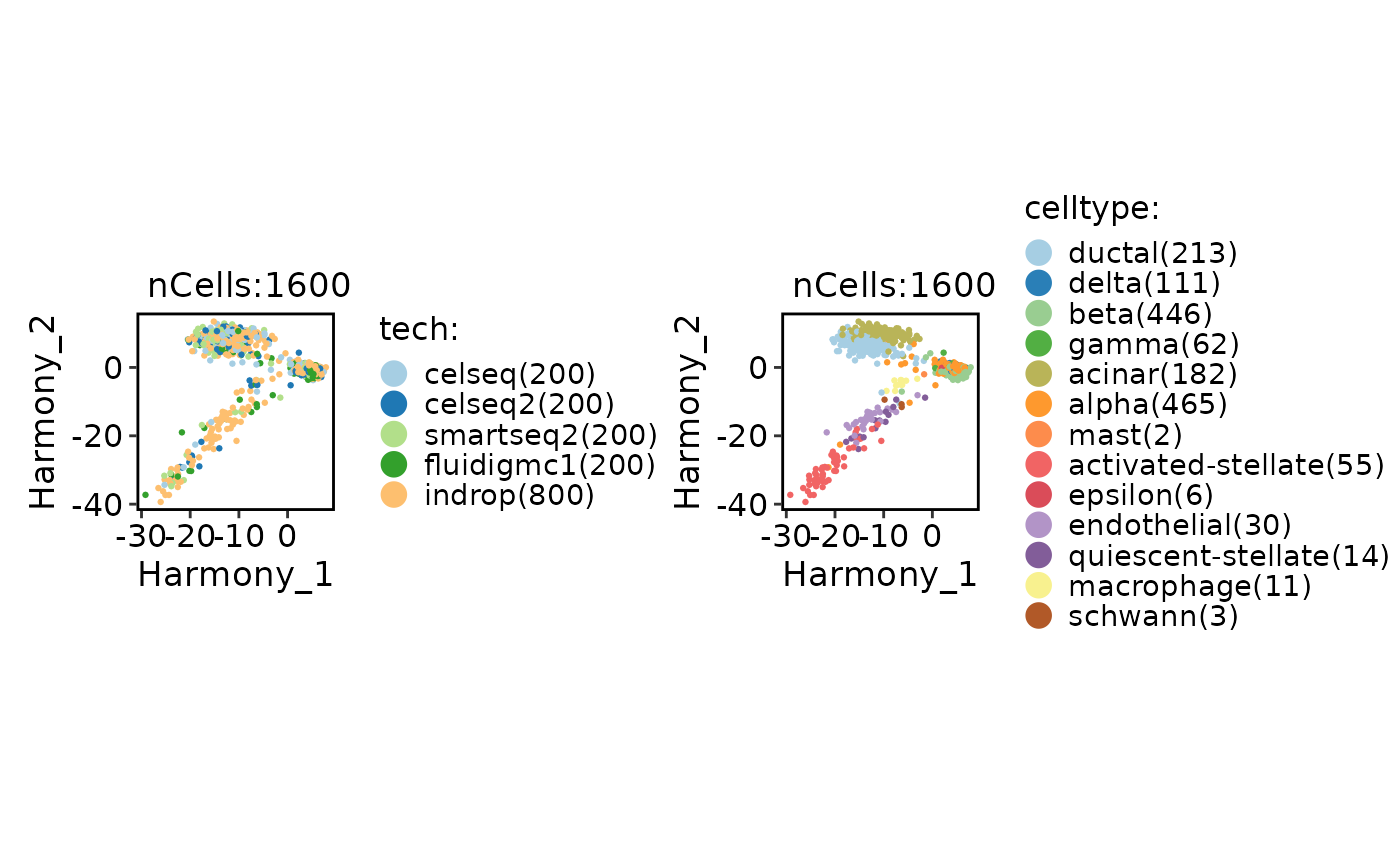 nCells:1600
Harmony_2
0
-20
-40
-30 -20 -10 0
Harmony_1
tech:
celseq(200)
celseq2(200)
smartseq2(200)
fluidigmc1(200)
indrop(800)
nCells:1600
Harmony_2
0
-20
-40
-30 -20 -10 0
Harmony_1
celltype:
ductal(213)
delta(111)
beta(446)
gamma(62)
acinar(182)
alpha(465)
mast(2)
activated-stellate(55)
epsilon(6)
endothelial(30)
quiescent-stellate(14)
macrophage(11)
schwann(3)